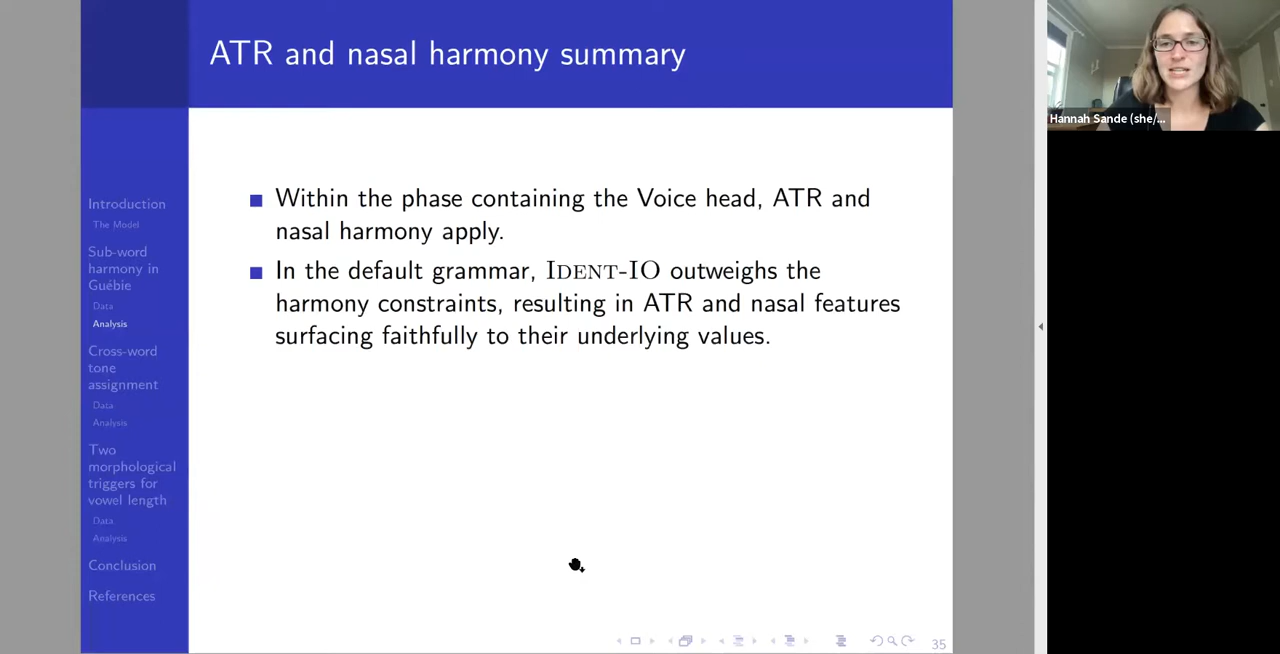 ATR and nasal harmony summary
Hannah Sande (she/...
Introduction
The Model
Sub-word
harmony in
Guébie
Data
Analysis
Cross-word
tone
assignment
Data
Analysis
Two
morphological
triggers for
vowel length
Data
Analysis
Conclusion
References
Within the phase containing the Voice head, ATR and
nasal harmony apply.
In the default grammar, IDENT-IO outweighs the
harmony constraints, resulting in ATR and nasal features
surfacing faithfully to their underlying values.
35